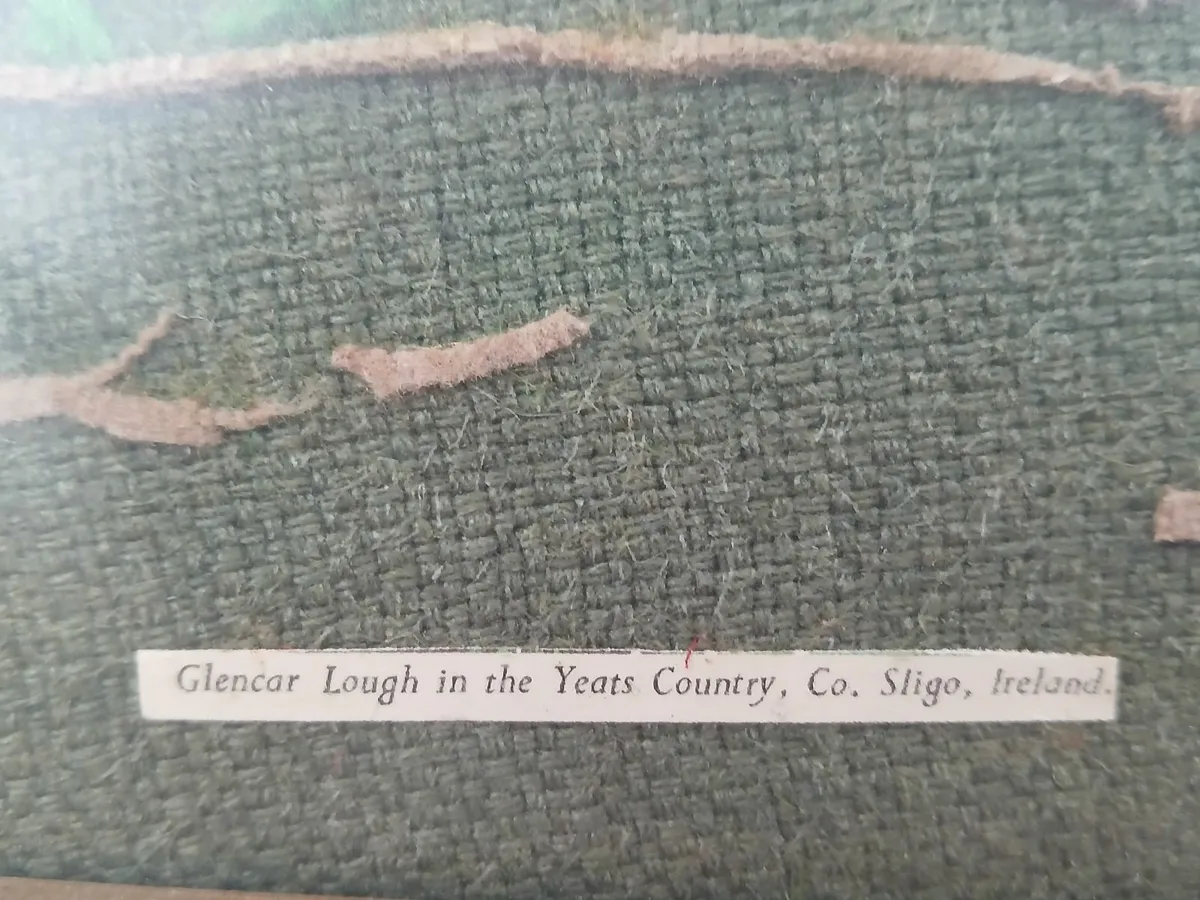 Glencar Lough in the Yeats Country, Co. Sligo, Ireland.